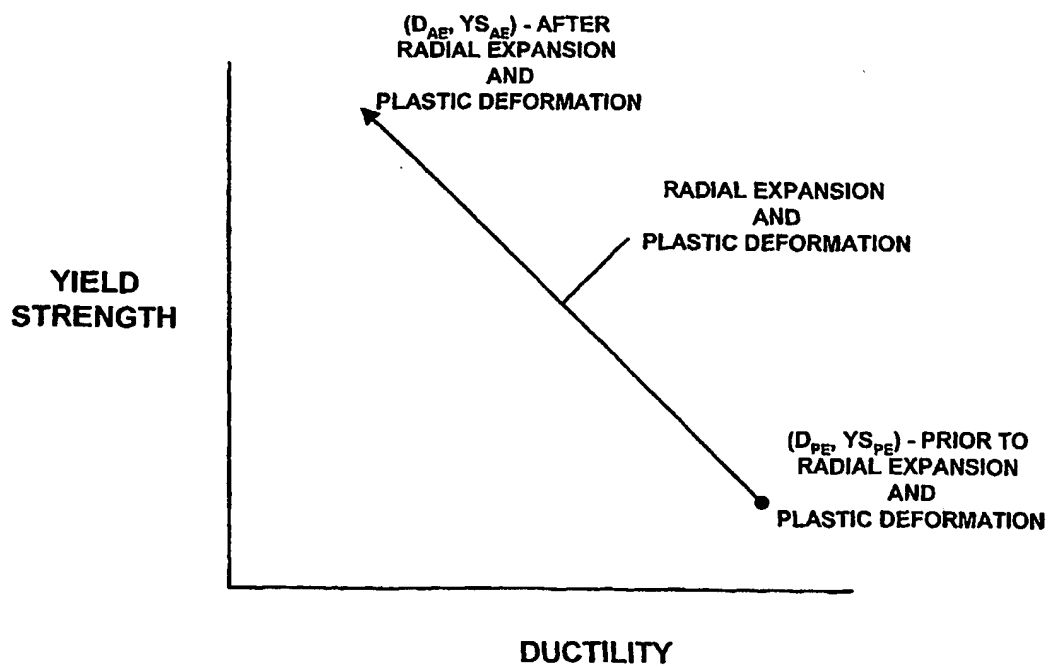 (D_AE, YS_AE) - AFTER
RADIAL EXPANSION
AND
PLASTIC DEFORMATION
RADIAL EXPANSION
AND
PLASTIC DEFORMATION
YIELD
STRENGTH
(D_PE, YS_PE) - PRIOR TO
RADIAL EXPANSION
AND
PLASTIC DEFORMATION
DUCTILITY